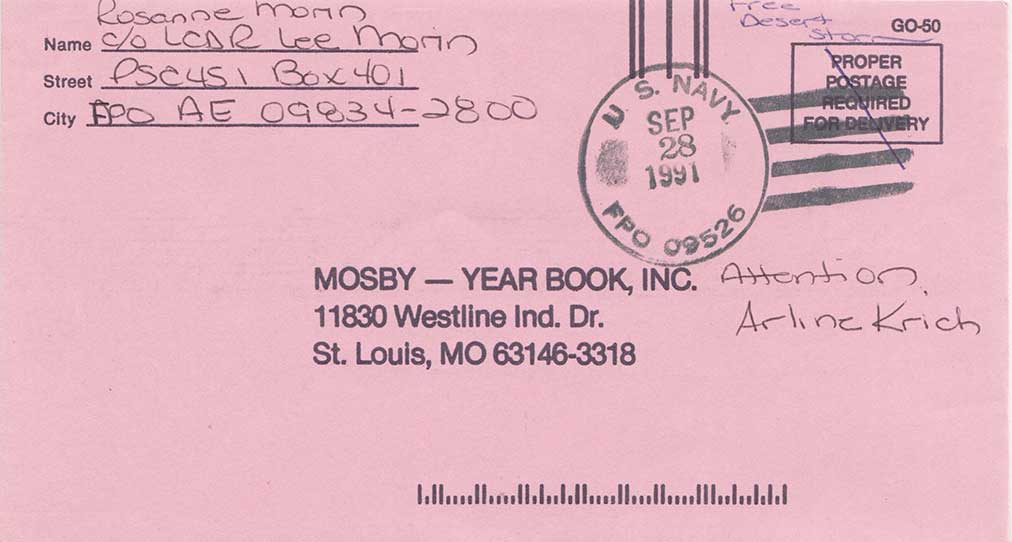 Rosanne Morin
Name c/o LCDR Lee Morin
Street PSC 451 Box 401
City FPO AE 09834-2800
Free
Desert
Storm
GO-50
PROPER
POSTAGE
REQUIRED
FOR DELIVERY
U.S. NAVY
SEP
28
1991
FPO 09526
MOSBY — YEAR BOOK, INC.
11830 Westline Ind. Dr.
St. Louis, MO 63146-3318
Attention,
Arline Krich